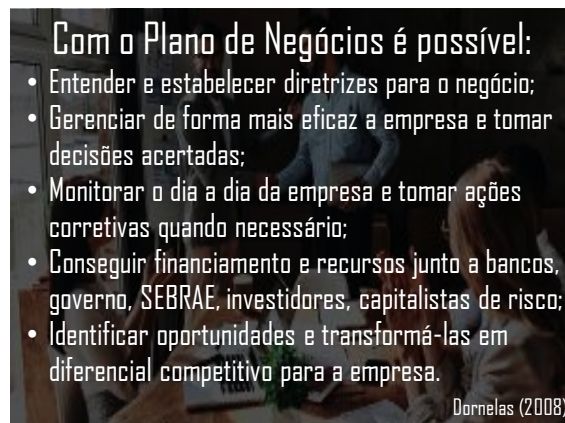 Com o Plano de Negócios é possível:
• Entender e estabelecer diretrizes para o negócio;
• Gerenciar de forma mais eficaz a empresa e tomar
decisões acertadas;
• Monitorar o dia a dia da empresa e tomar ações
corretivas quando necessário;
• Conseguir financiamento e recursos junto a bancos,
governo, SEBRAE, investidores, capitalistas de risco;
• Identificar oportunidades e transformá-las em
diferencial competitivo para a empresa.
Dornelas (2008)